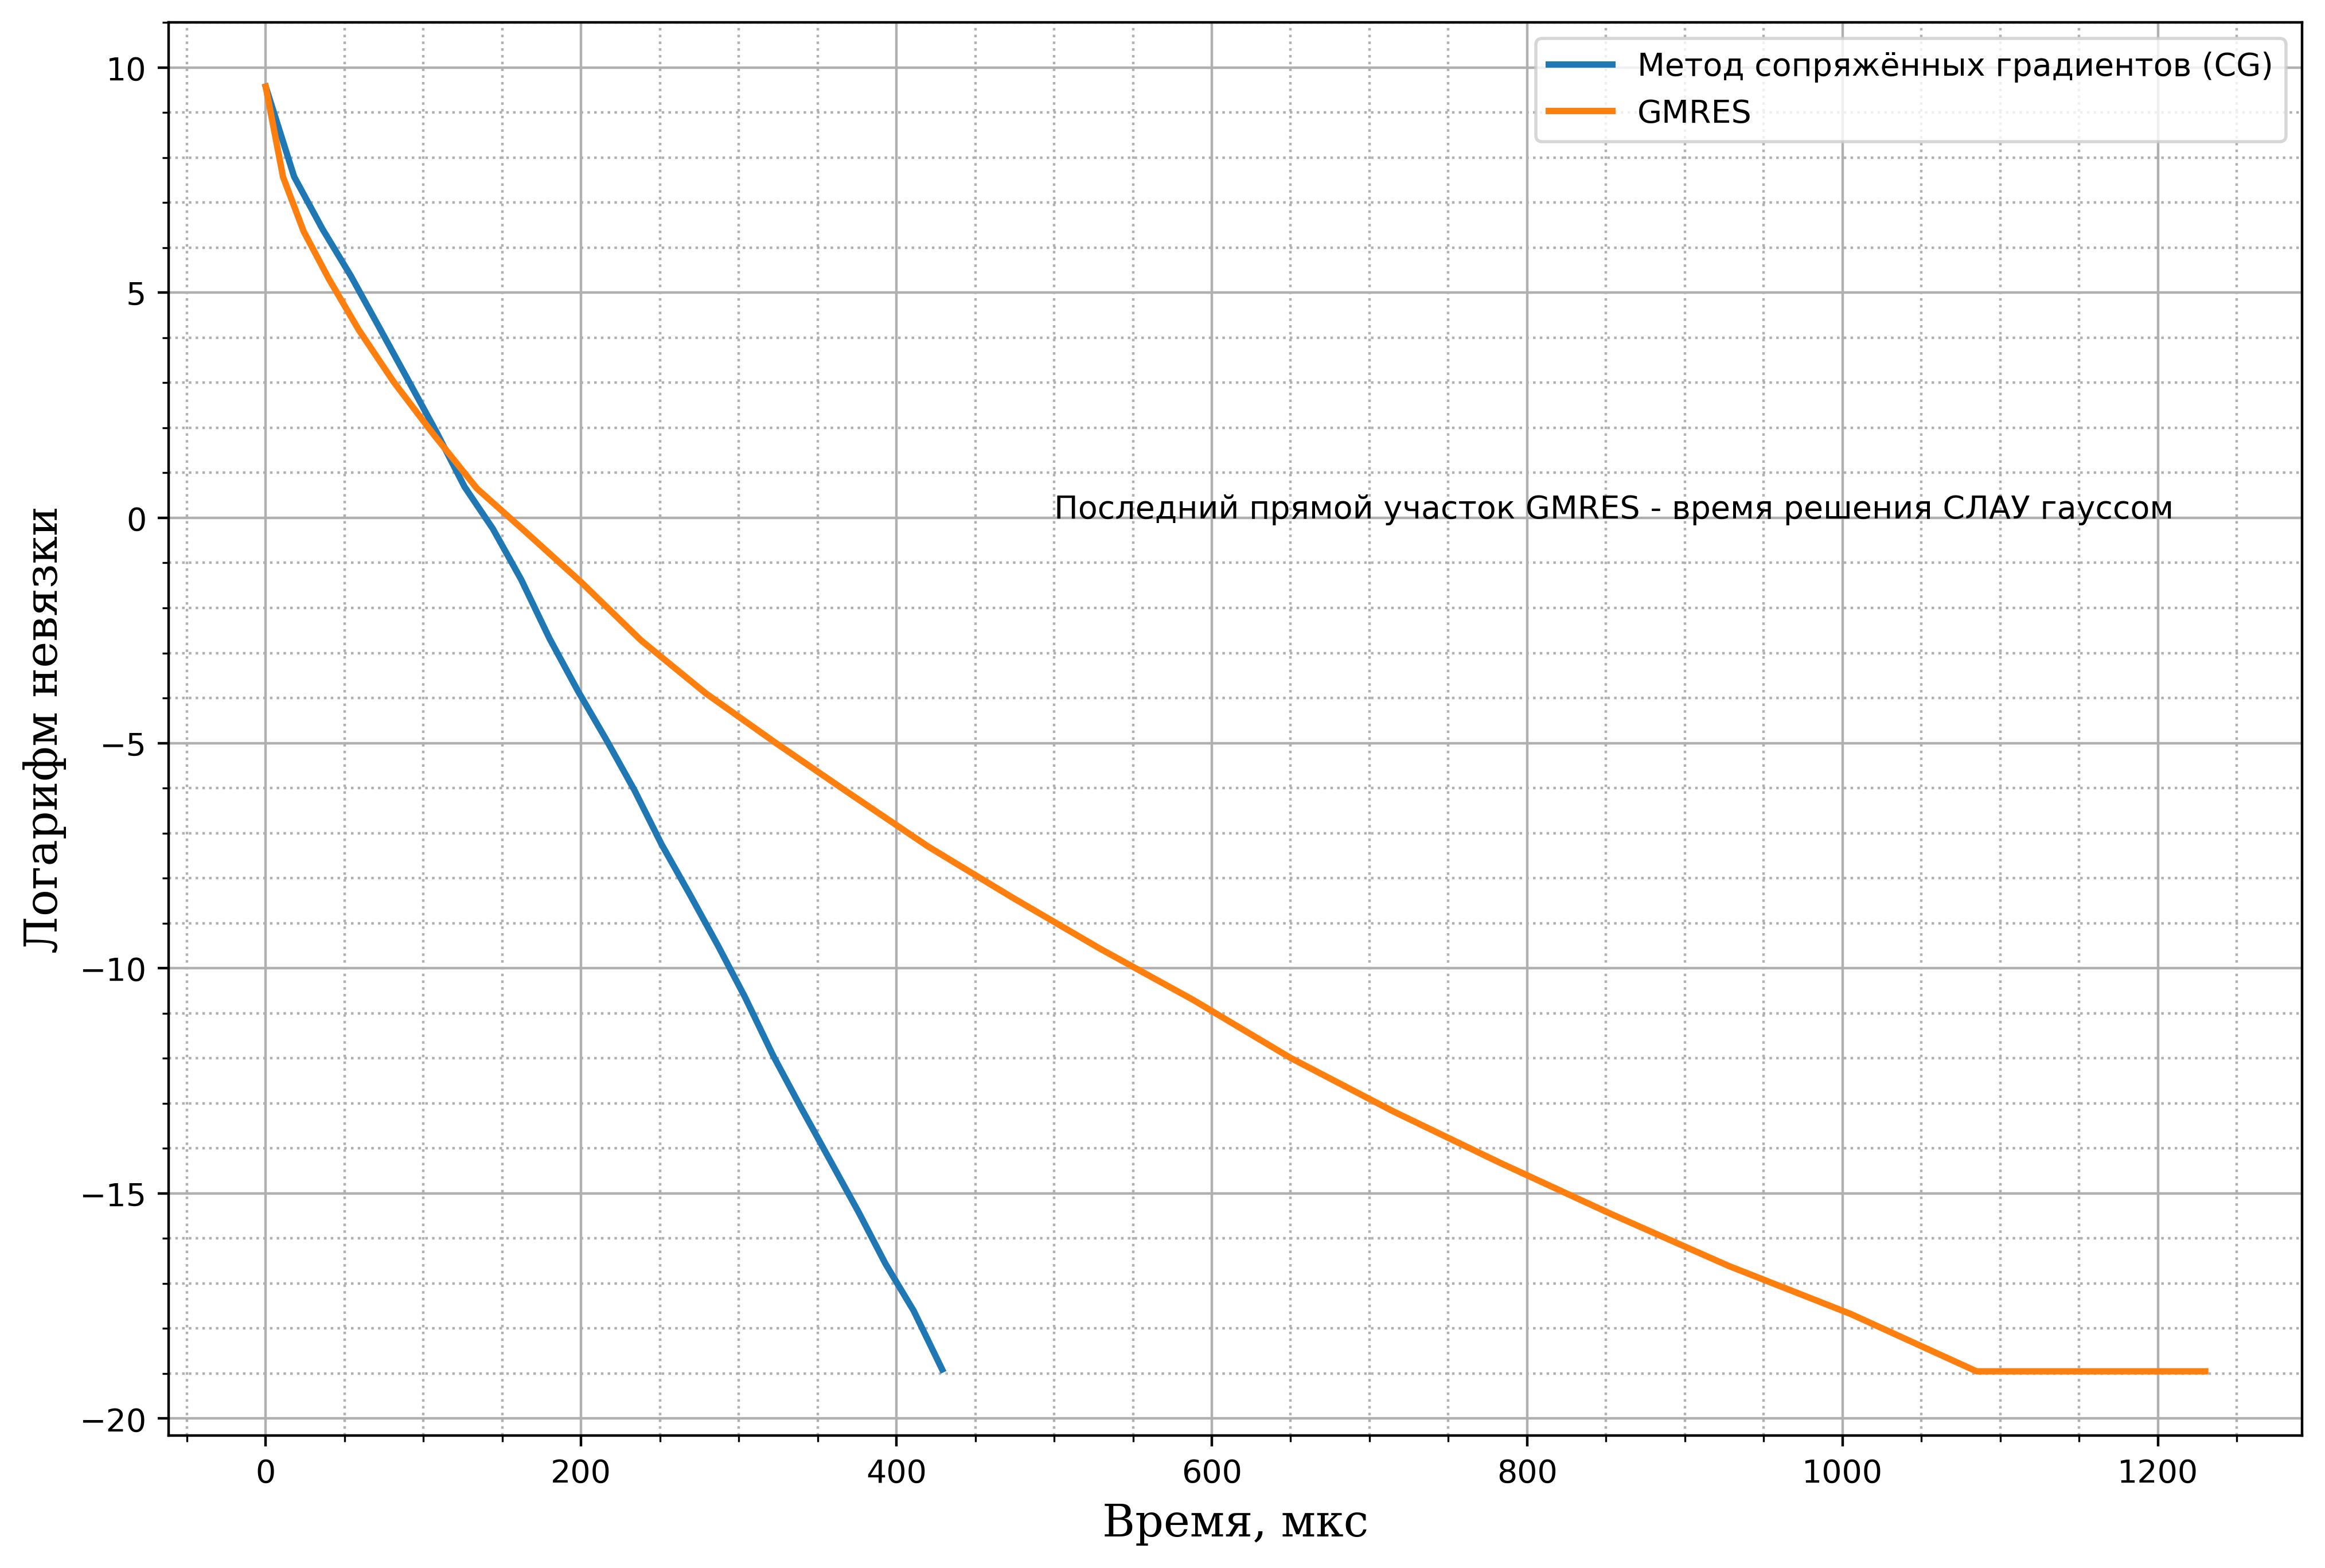 Метод сопряжённых градиентов (CG)
GMRES
Последний прямой участок GMRES - время решения СЛАУ гауссом
Логарифм невязки
10
5
0
−5
−10
−15
−20
0
200
400
600
800
1000
1200
Время, мкс